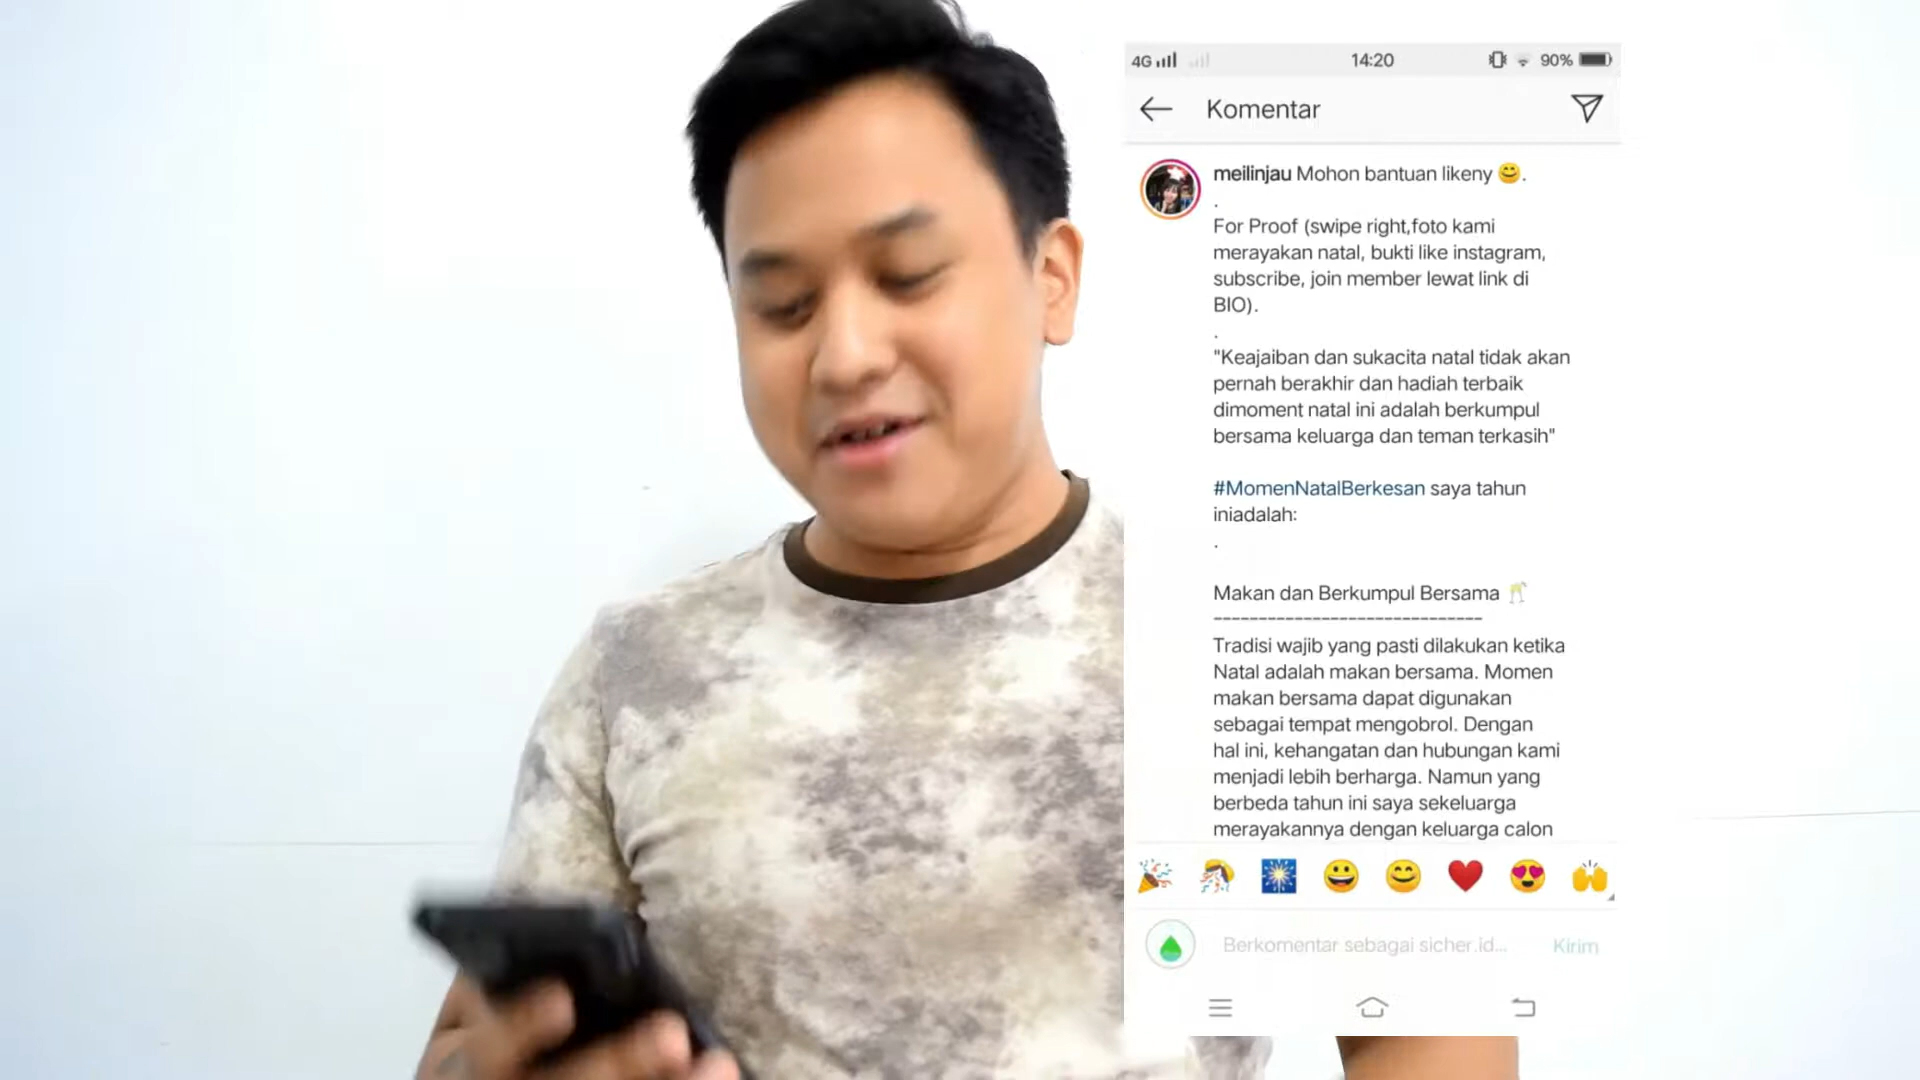 4G 14:20 90%
Komentar
meilinjau Mohon bantuan likeny 😊.
.
For Proof (swipe right,foto kami
merayakan natal, bukti like instagram,
subscribe, join member lewat link di
BIO).
.
"Keajaiban dan sukacita natal tidak akan
pernah berakhir dan hadiah terbaik
dimoment natal ini adalah berkumpul
bersama keluarga dan teman terkasih"
#MomenNatalBerkesan saya tahun
iniadalah:
.
Makan dan Berkumpul Bersama 🥂
------------------------------
Tradisi wajib yang pasti dilakukan ketika
Natal adalah makan bersama. Momen
makan bersama dapat digunakan
sebagai tempat mengobrol. Dengan
hal ini, kehangatan dan hubungan kami
menjadi lebih berharga. Namun yang
berbeda tahun ini saya sekeluarga
merayakannya dengan keluarga calon
Berkomentar sebagai sicher.id... Kirim